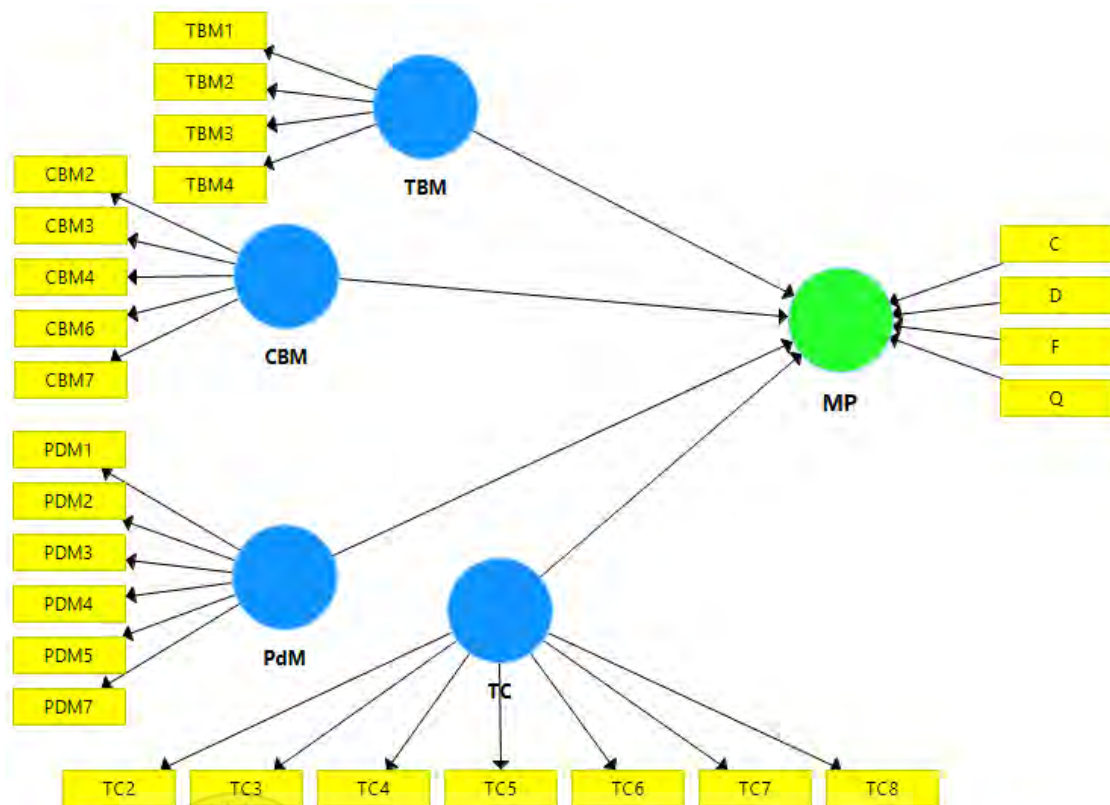 TBM1
TBM2
TBM3
TBM4
TBM
CBM2
CBM3
CBM4
CBM6
CBM7
CBM
C
D
F
Q
MP
PDM1
PDM2
PDM3
PDM4
PDM5
PDM7
PdM
TC
TC2
TC3
TC4
TC5
TC6
TC7
TC8